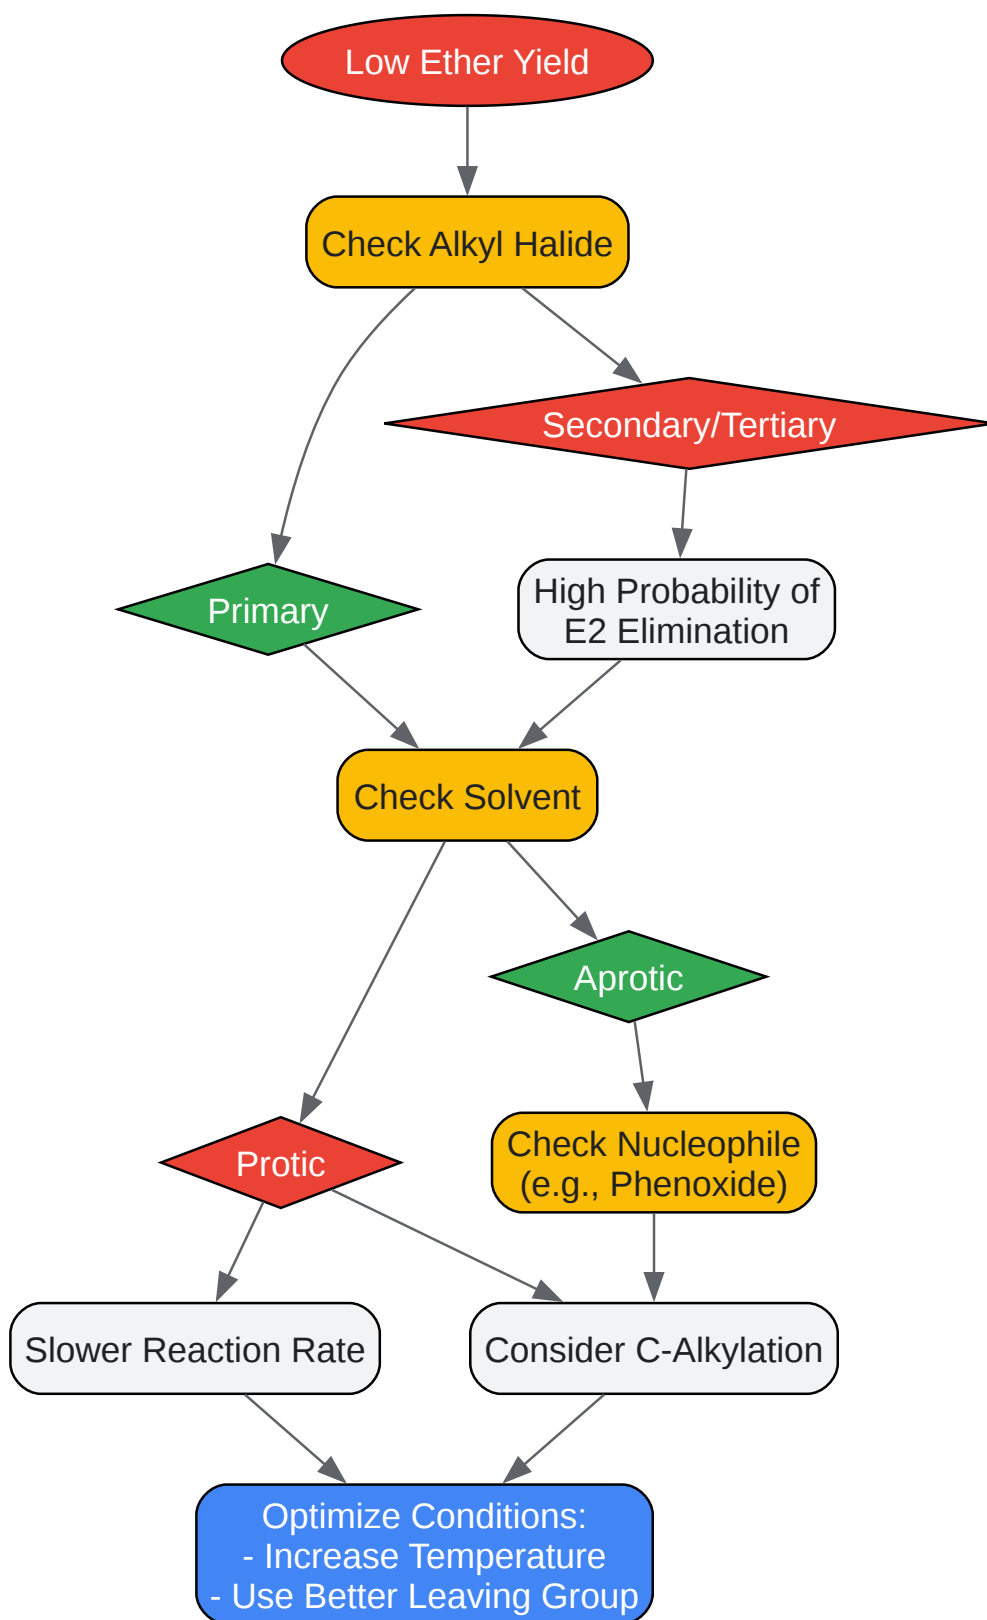 Low Ether Yield
Check Alkyl Halide
Secondary/Tertiary
Primary
High Probability of
E2 Elimination
Check Solvent
Aprotic
Protic
Check Nucleophile
(e.g., Phenoxide)
Slower Reaction Rate
Consider C-Alkylation
Optimize Conditions:
- Increase Temperature
- Use Better Leaving Group